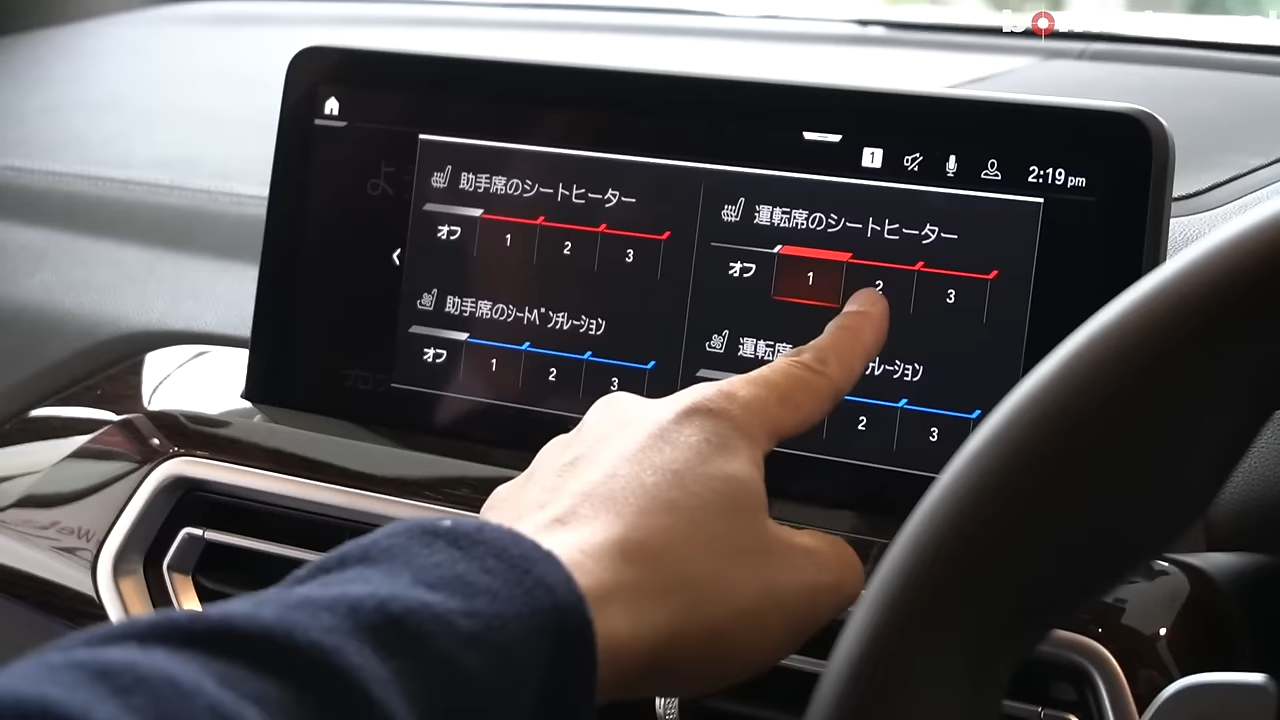 1
2:19 pm
助手席のシートヒーター
オフ 1 2 3
運転席のシートヒーター
オフ 1 2 3
助手席のシートベンチレーション
オフ 1 2 3
運転席
レーション
2 3